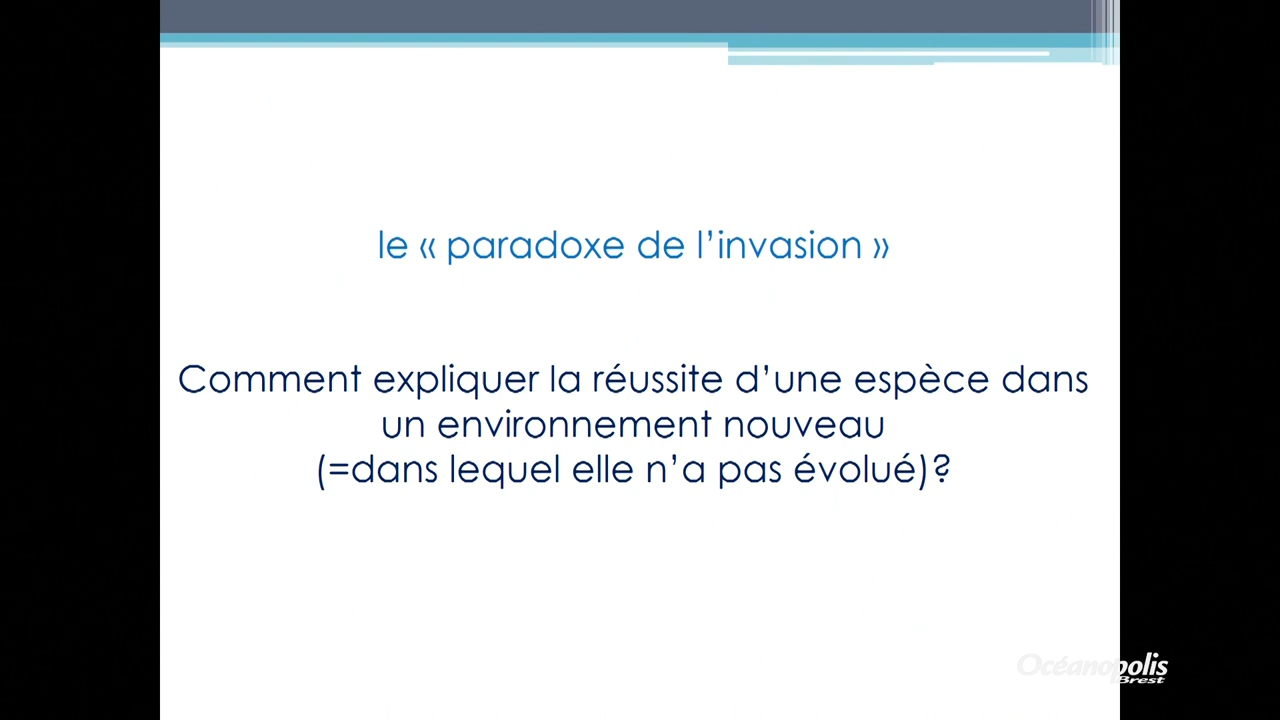 le « paradoxe de l’invasion »
Comment expliquer la réussite d’une espèce dans
un environnement nouveau
(=dans lequel elle n’a pas évolué)?
Océanopolis
Brest